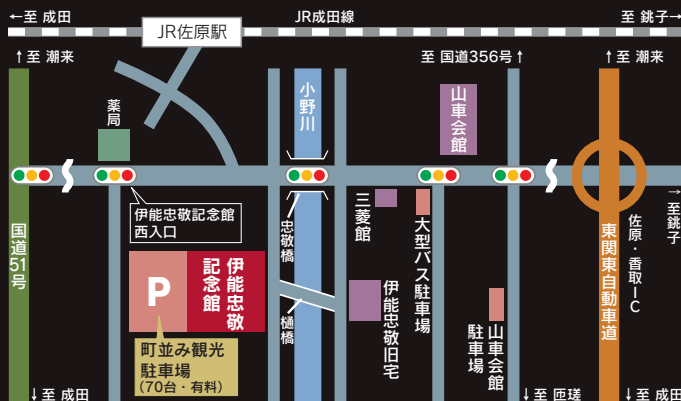 ←至 成田
JR成田線
至 銚子→
JR佐原駅
↑至 潮来
至 国道356号↑
↑至 潮来
薬局
小野川
山車会館
伊能忠敬記念館
西入口
忠敬橋
三菱館
大型バス駐車場
国道51号
東関東自動車道
佐原・香取IC
→至銚子
P
伊能忠敬
記念館
樋橋
伊能忠敬旧宅
山車会館
駐車場
町並み観光
駐車場
(70台・有料)
↓至 成田
↓至 匝瑳
↓至 成田